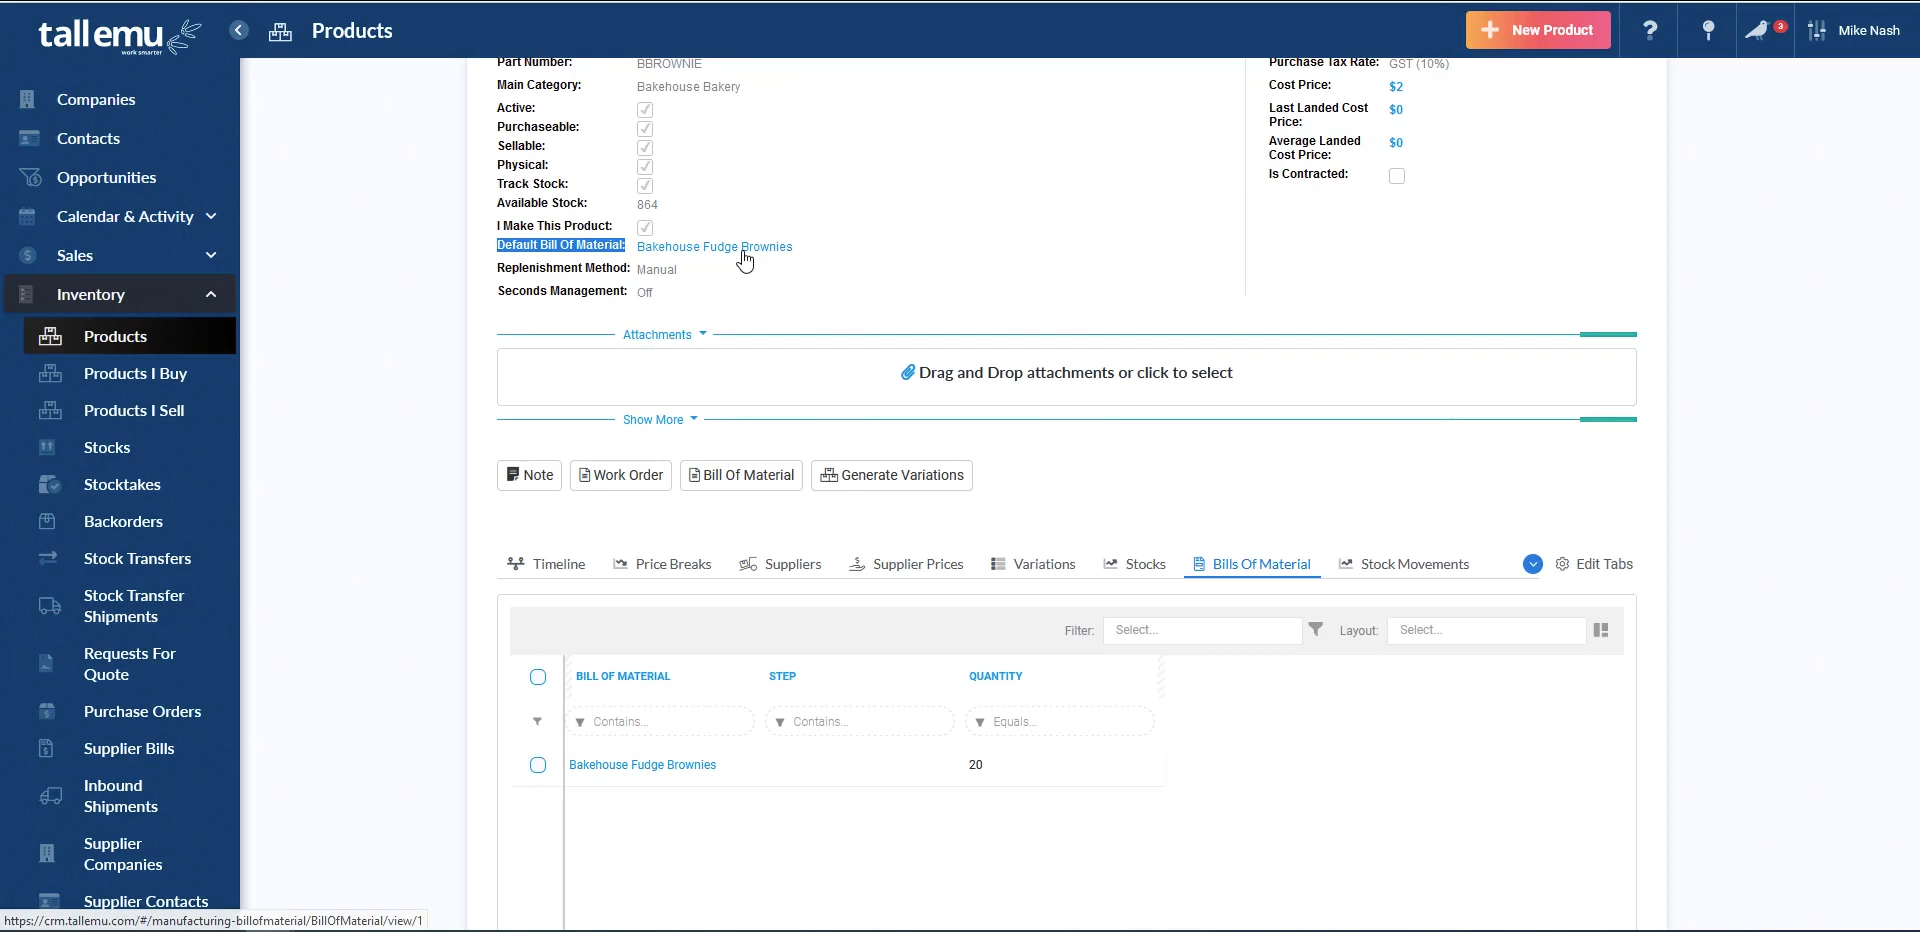 tall emu
work smarter
Products
New Product
?
3
Mike Nash
Companies
Contacts
Opportunities
Calendar & Activity
Sales
Inventory
Products
Products I Buy
Products I Sell
Stocks
Stocktakes
Backorders
Stock Transfers
Stock Transfer
Shipments
Requests For
Quote
Purchase Orders
Supplier Bills
Inbound
Shipments
Supplier
Companies
Supplier Contacts
Part Number: BBROWNIE
Main Category: Bakehouse Bakery
Active:
Purchaseable:
Sellable:
Physical:
Track Stock:
Available Stock: 864
I Make This Product:
Default Bill Of Material: Bakehouse Fudge Brownies
Replenishment Method: Manual
Seconds Management: Off
Purchase Tax Rate: GST (10%)
Cost Price: $2
Last Landed Cost
Price: $0
Average Landed
Cost Price: $0
Is Contracted:
Attachments
Drag and Drop attachments or click to select
Show More
Note Work Order Bill Of Material Generate Variations
Timeline Price Breaks Suppliers Supplier Prices Variations Stocks Bills Of Material Stock Movements Edit Tabs
Filter: Select... Layout: Select...
BILL OF MATERIAL STEP QUANTITY
Contains... Contains... Equals...
Bakehouse Fudge Brownies 20
https://crm.tallemu.com/#/manufacturing-billofmaterial/BillOfMaterial/view/1